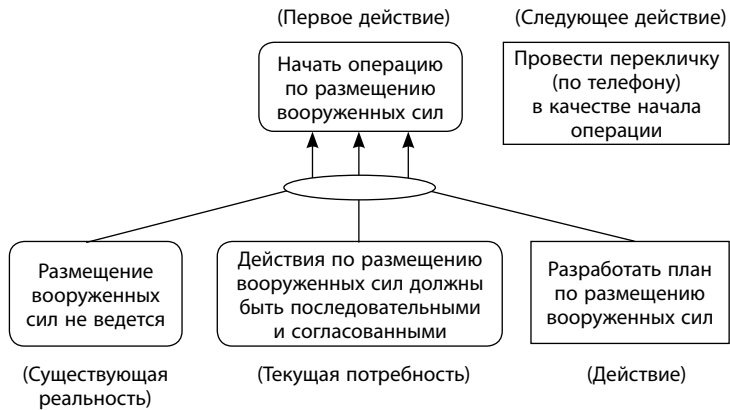 (Первое действие)
Начать операцию
по размещению
вооруженных сил
(Следующее действие)
Провести перекличку
(по телефону)
в качестве начала
операции
Размещение
вооруженных
сил не ведется
(Существующая
реальность)
Действия по размещению
вооруженных сил должны
быть последовательными
и согласованными
(Текущая потребность)
Разработать план
по размещению
вооруженных сил
(Действие)